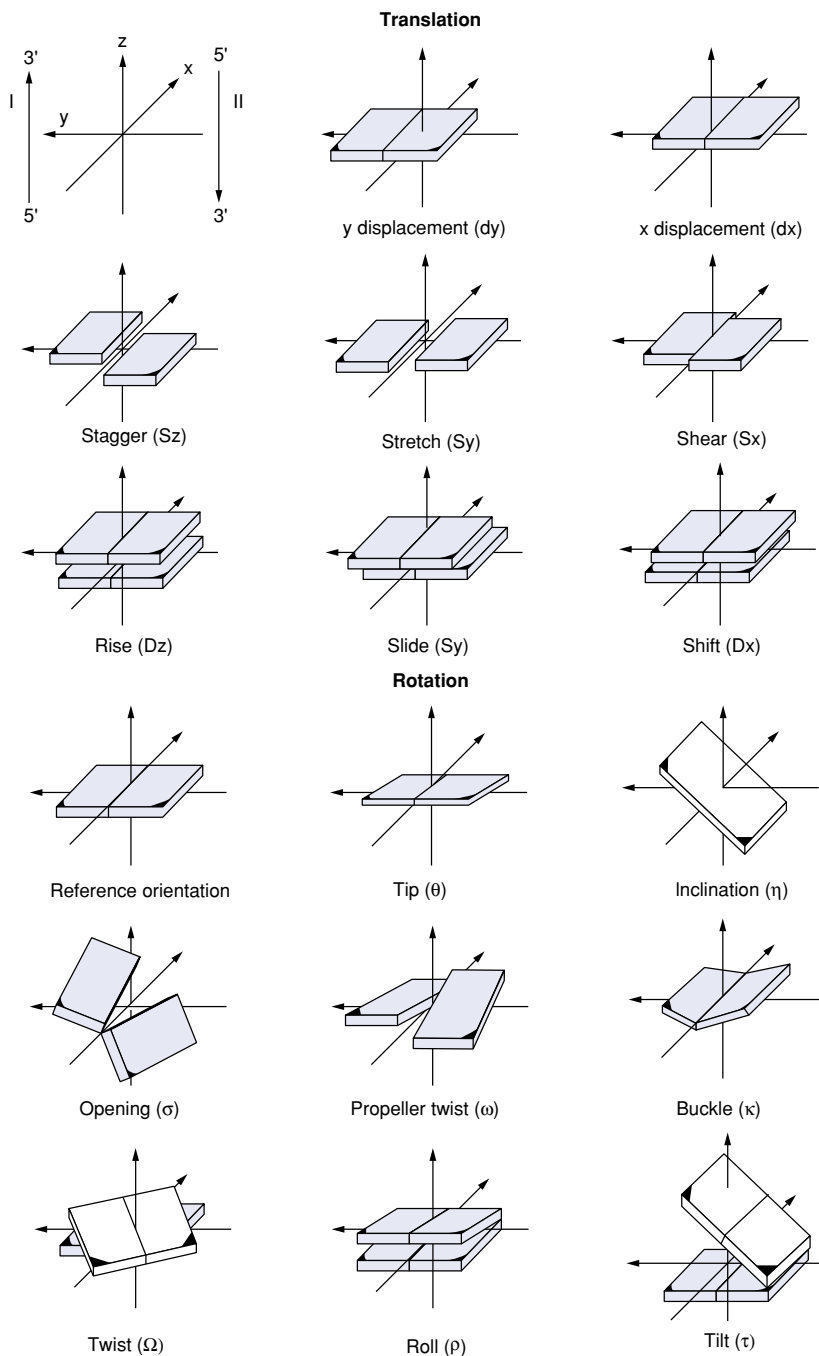 Translation
3'
z
5'
x
I
II
y
5'
3'
y displacement (dy)
x displacement (dx)
Stagger (Sz)
Stretch (Sy)
Shear (Sx)
Rise (Dz)
Slide (Sy)
Shift (Dx)
Rotation
Reference orientation
Tip (θ)
Inclination (η)
Opening (σ)
Propeller twist (ω)
Buckle (κ)
Twist (Ω)
Roll (ρ)
Tilt (τ)